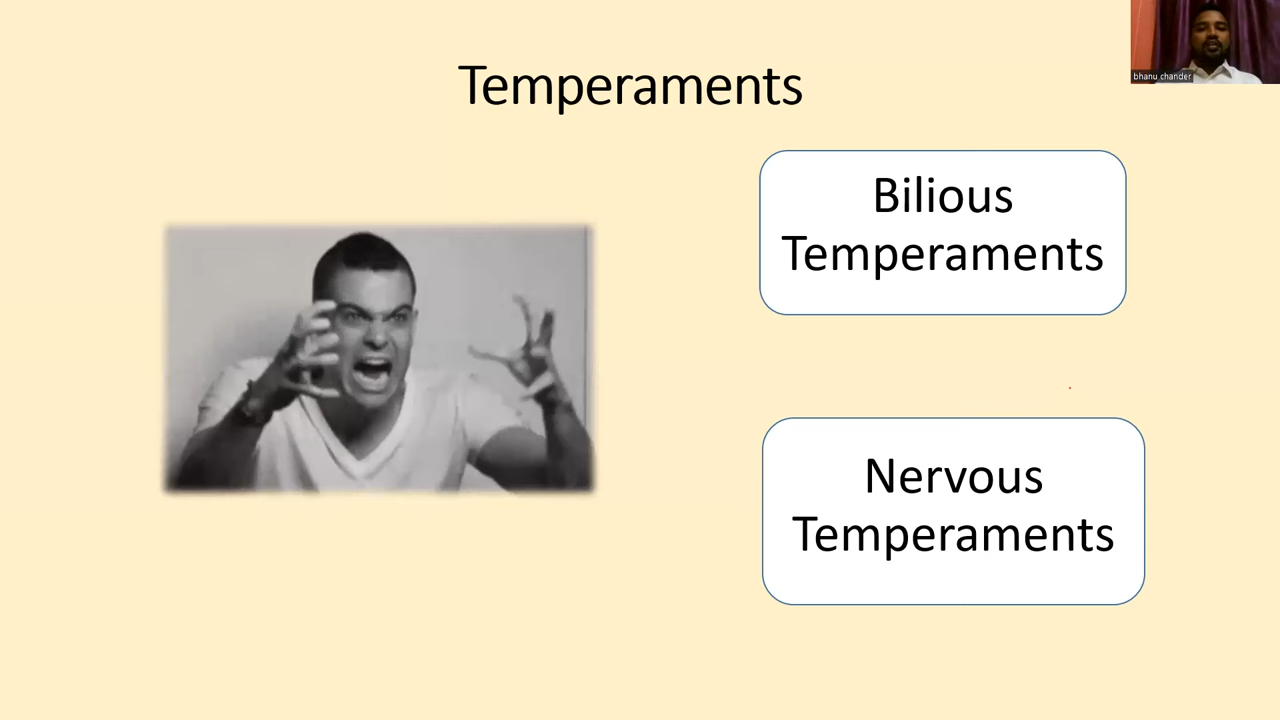 bhanu chander
Temperaments
Bilious
Temperaments
Nervous
Temperaments